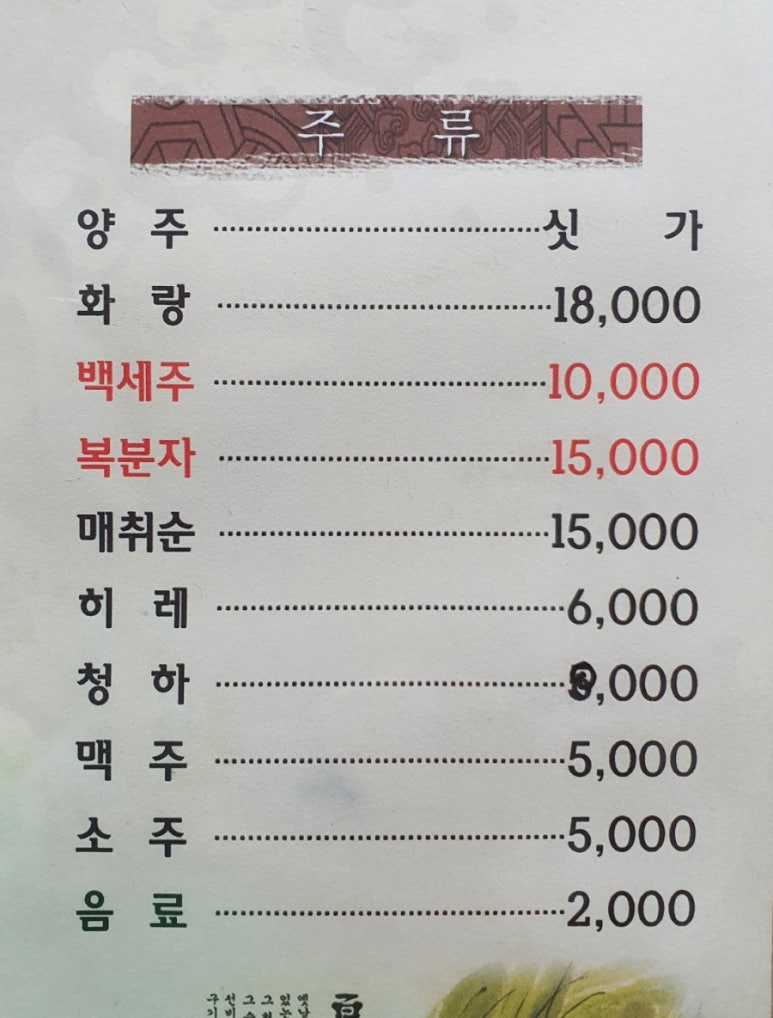 주 류
양 주 ······································ 싯 가
화 랑 ······································ 18,000
백세주 ······································ 10,000
복분자 ······································ 15,000
매취순 ······································ 15,000
히 레 ········································ 6,000
청 하 ········································
맥 주 ········································ 5,000
소 주 ········································ 5,000
음 료 ········································ 2,000